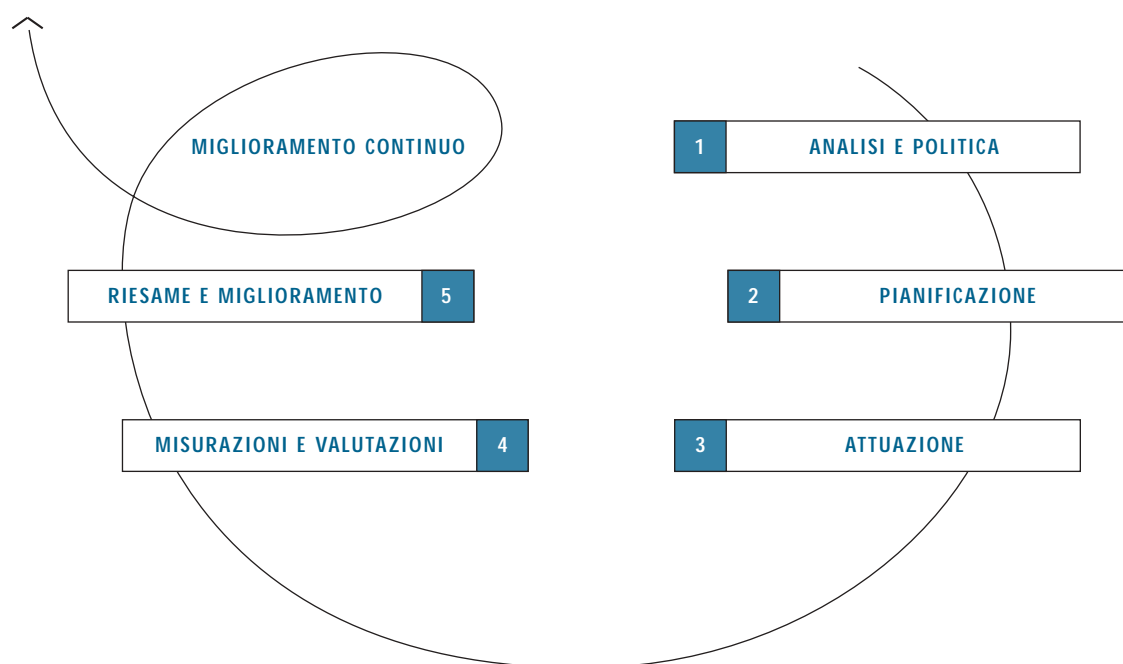 MIGLIORAMENTO CONTINUO
1 ANALISI E POLITICA
2 PIANIFICAZIONE
3 ATTUAZIONE
MISURAZIONI E VALUTAZIONI 4
RIESAME E MIGLIORAMENTO 5